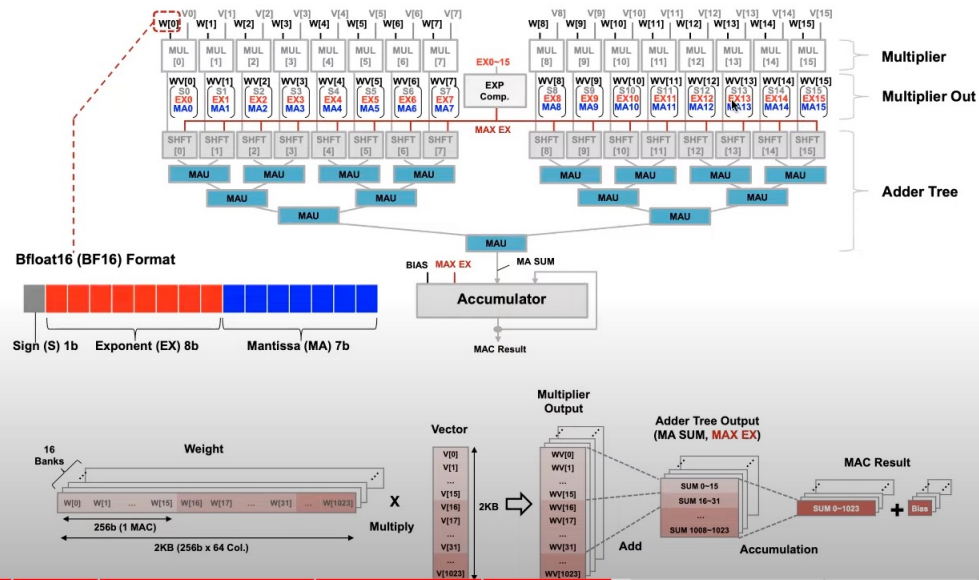 V[0] V[1] V[2] V[3] V[4] V[5] V[6] V[7] V[8] V[9] V[10] V[11] V[12] V[13] V[14] V[15]
W[0] W[1] W[2] W[3] W[4] W[5] W[6] W[7] W[8] W[9] W[10] W[11] W[12] W[13] W[14] W[15]
MUL MUL MUL MUL MUL MUL MUL MUL MUL MUL MUL MUL MUL MUL MUL MUL
[0] [1] [2] [3] [4] [5] [6] [7] [8] [9] [10] [11] [12] [13] [14] [15]
Multiplier
EX0~15
EXP
Comp.
WV[0] WV[1] WV[2] WV[3] WV[4] WV[5] WV[6] WV[7] WV[8] WV[9] WV[10] WV[11] WV[12] WV[13] WV[14] WV[15]
S0 S1 S2 S3 S4 S5 S6 S7 S8 S9 S10 S11 S12 S13 S14 S15
EX0 EX1 EX2 EX3 EX4 EX5 EX6 EX7 EX8 EX9 EX10 EX11 EX12 EX13 EX14 EX15
MA0 MA1 MA2 MA3 MA4 MA5 MA6 MA7 MA8 MA9 MA10 MA11 MA12 MA13 MA14 MA15
Multiplier Out
MAX EX
SHFT SHFT SHFT SHFT SHFT SHFT SHFT SHFT SHFT SHFT SHFT SHFT SHFT SHFT SHFT SHFT
[0] [1] [2] [3] [4] [5] [6] [7] [8] [9] [10] [11] [12] [13] [14] [15]
MAU MAU MAU MAU MAU MAU MAU MAU
MAU MAU MAU MAU
MAU MAU
MAU
Adder Tree
BIAS MAX EX MA SUM
Accumulator
MAC Result
Bfloat16 (BF16) Format
Sign (S) 1b Exponent (EX) 8b Mantissa (MA) 7b
16
Banks
Weight
W[0] W[1] ... W[15] W[16] W[17] ... W[31] ... W[1023]
256b (1 MAC)
2KB (256b x 64 Col.)
X
Multiply
Vector
V[0]
V[1]
...
V[15]
V[16]
V[17]
...
V[31]
...
V[1023]
2KB
Multiplier
Output
WV[0]
WV[1]
...
WV[15]
WV[16]
WV[17]
...
WV[31]
...
WV[1023]
Add
Adder Tree Output
(MA SUM, MAX EX)
SUM 0~15
SUM 16~31
...
SUM 1008~1023
Accumulation
MAC Result
SUM 0~1023
+
Bias